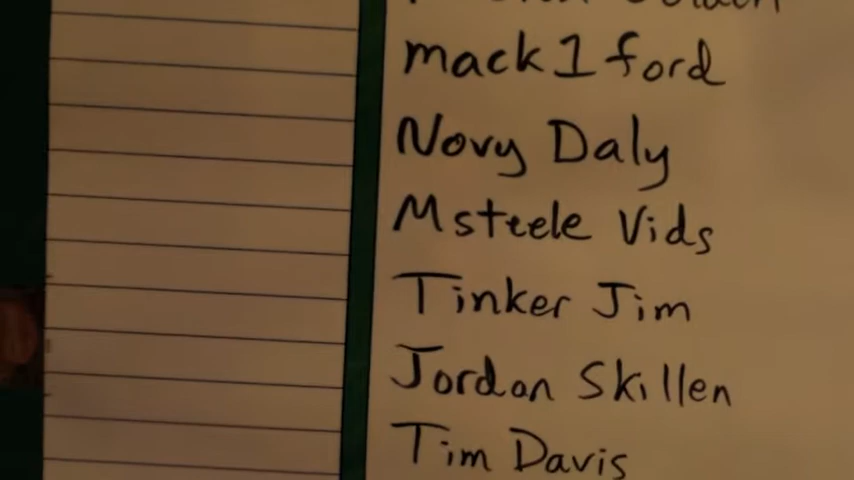 mack1ford
Novy Daly
Msteele Vids
Tinker Jim
Jordan Skillen
Tim Davis